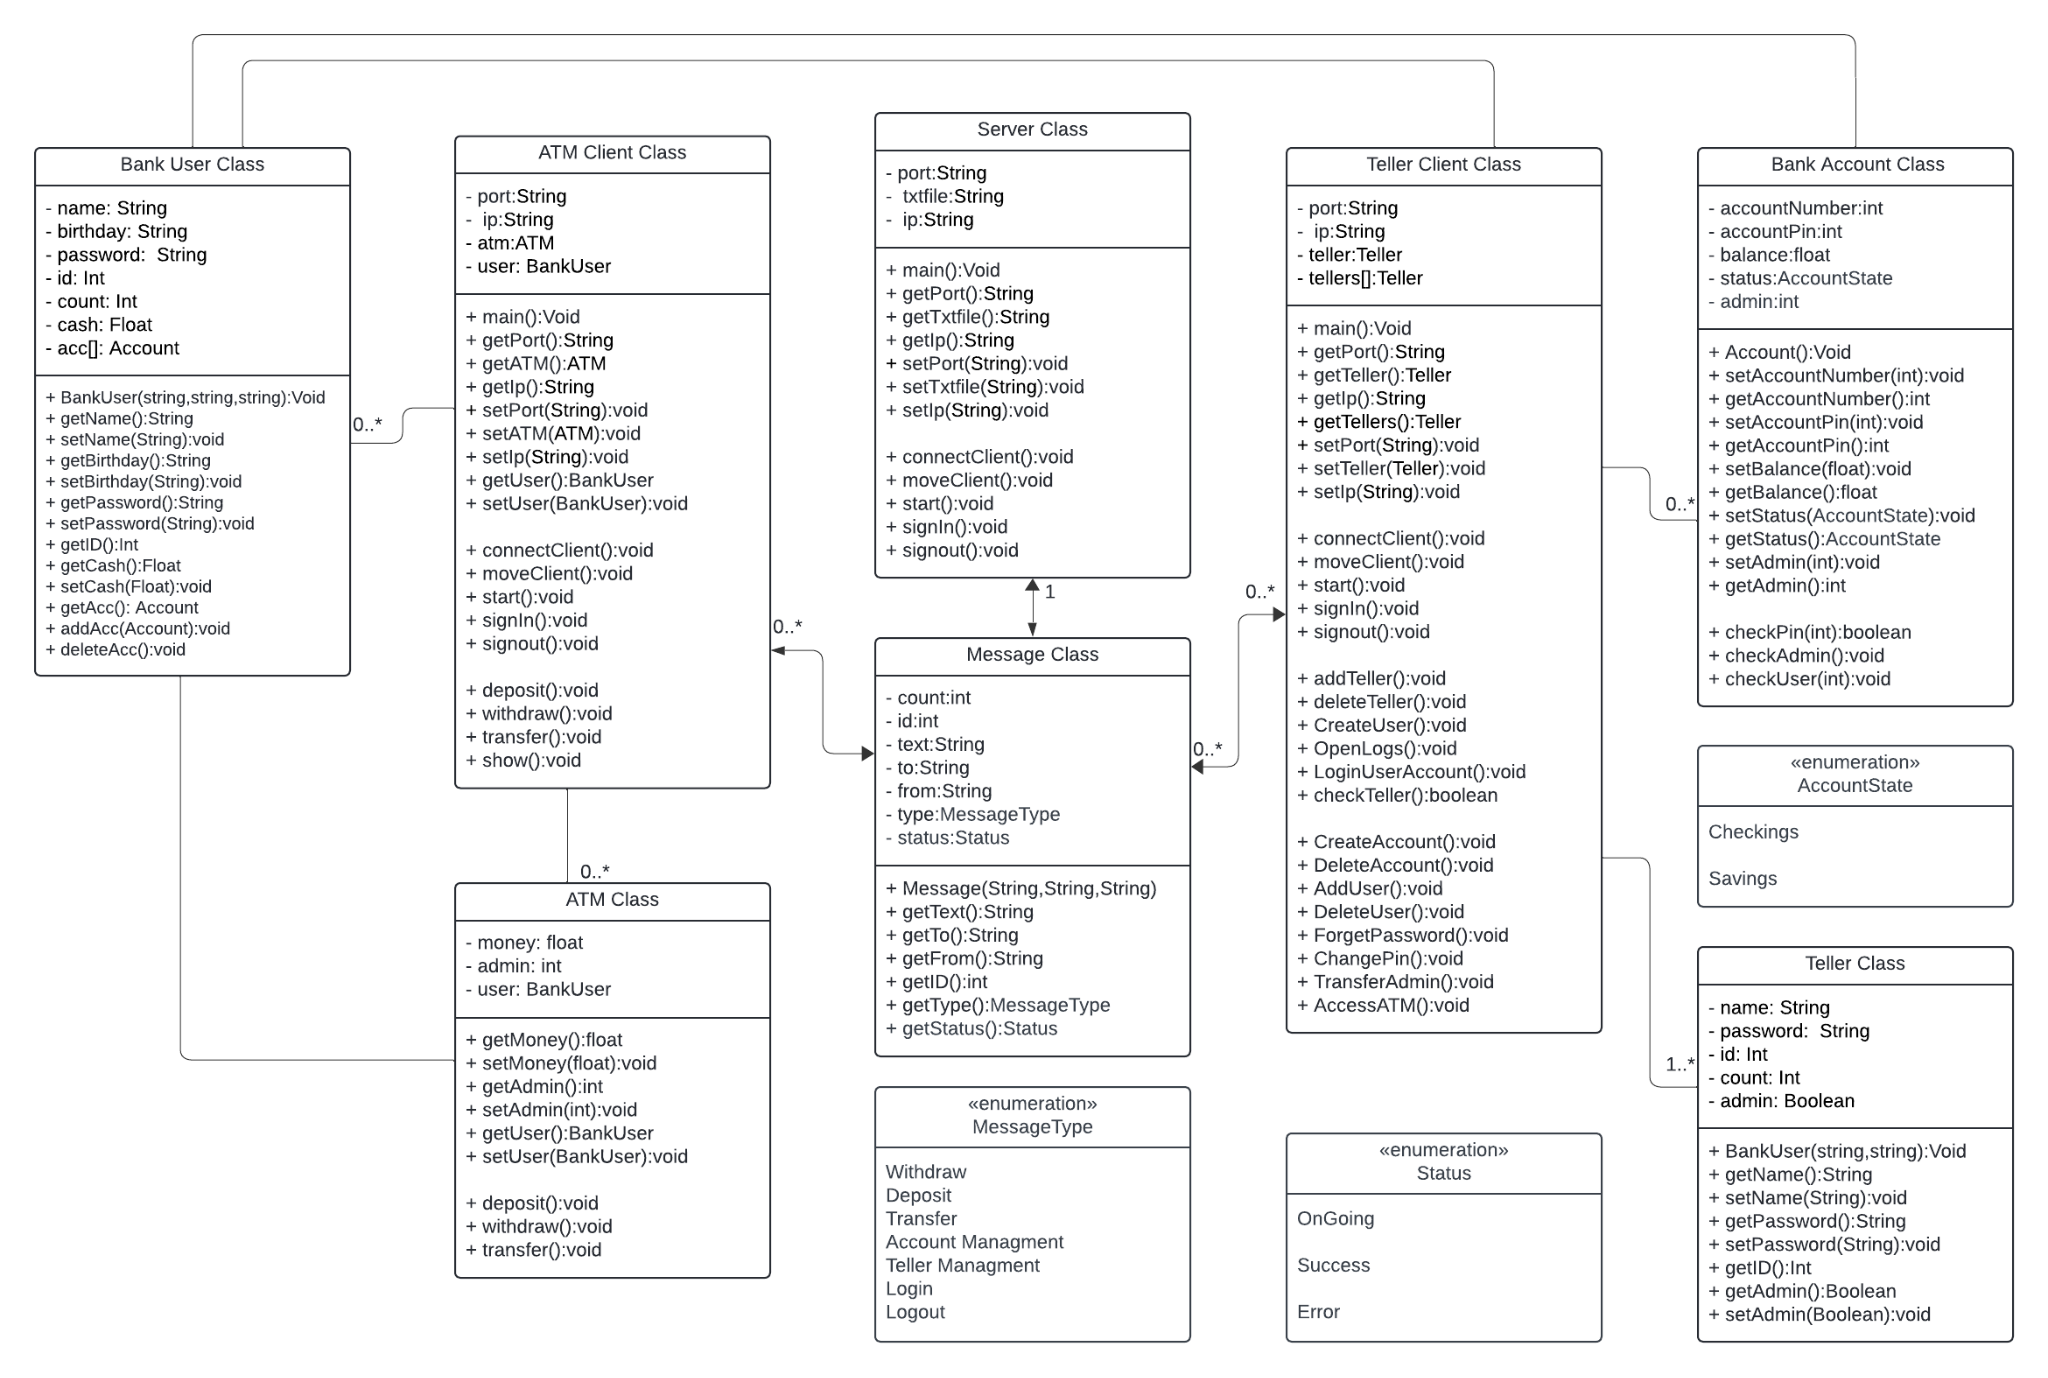 Bank User Class
- name: String
- birthday: String
- password:  String
- id: Int
- count: Int
- cash: Float
- acc[]: Account
+ BankUser(string,string,string):Void
+ getName():String
+ setName(String):void
+ getBirthday():String
+ setBirthday(String):void
+ getPassword():String
+ setPassword(String):void
+ getID():Int
+ getCash():Float
+ setCash(Float):void
+ getAcc(): Account
+ addAcc(Account):void
+ deleteAcc():void
0..*
ATM Client Class
- port:String
-  ip:String
- atm:ATM
- user: BankUser
+ main():Void
+ getPort():String
+ getATM():ATM
+ getIp():String
+ setPort(String):void
+ setATM(ATM):void
+ setIp(String):void
+ getUser():BankUser
+ setUser(BankUser):void
+ connectClient():void
+ moveClient():void
+ start():void
+ signIn():void
+ signout():void
+ deposit():void
+ withdraw():void
+ transfer():void
+ show():void
0..*
0..*
ATM Class
- money: float
- admin: int
- user: BankUser
+ getMoney():float
+ setMoney(float):void
+ getAdmin():int
+ setAdmin(int):void
+ getUser():BankUser
+ setUser(BankUser):void
+ deposit():void
+ withdraw():void
+ transfer():void
Server Class
- port:String
-  txtfile:String
-  ip:String
+ main():Void
+ getPort():String
+ getTxtfile():String
+ getIp():String
+ setPort(String):void
+ setTxtfile(String):void
+ setIp(String):void
+ connectClient():void
+ moveClient():void
+ start():void
+ signIn():void
+ signout():void
1
Message Class
- count:int
- id:int
- text:String
- to:String
- from:String
- type:MessageType
- status:Status
+ Message(String,String,String)
+ getText():String
+ getTo():String
+ getFrom():String
+ getID():int
+ getType():MessageType
+ getStatus():Status
0..*
0..*
«enumeration»
MessageType
Withdraw
Deposit
Transfer
Account Managment
Teller Managment
Login
Logout
Teller Client Class
- port:String
-  ip:String
- teller:Teller
- tellers[]:Teller
+ main():Void
+ getPort():String
+ getTeller():Teller
+ getIp():String
+ getTellers():Teller
+ setPort(String):void
+ setTeller(Teller):void
+ setIp(String):void
+ connectClient():void
+ moveClient():void
+ start():void
+ signIn():void
+ signout():void
+ addTeller():void
+ deleteTeller():void
+ CreateUser():void
+ OpenLogs():void
+ LoginUserAccount():void
+ checkTeller():boolean
+ CreateAccount():void
+ DeleteAccount():void
+ AddUser():void
+ DeleteUser():void
+ ForgetPassword():void
+ ChangePin():void
+ TransferAdmin():void
+ AccessATM():void
0..*
1..*
«enumeration»
Status
OnGoing
Success
Error
Bank Account Class
- accountNumber:int
- accountPin:int
- balance:float
- status:AccountState
- admin:int
+ Account():Void
+ setAccountNumber(int):void
+ getAccountNumber():int
+ setAccountPin(int):void
+ getAccountPin():int
+ setBalance(float):void
+ getBalance():float
+ setStatus(AccountState):void
+ getStatus():AccountState
+ setAdmin(int):void
+ getAdmin():int
+ checkPin(int):boolean
+ checkAdmin():void
+ checkUser(int):void
«enumeration»
AccountState
Checkings
Savings
Teller Class
- name: String
- password:  String
- id: Int
- count: Int
- admin: Boolean
+ BankUser(string,string):Void
+ getName():String
+ setName(String):void
+ getPassword():String
+ setPassword(String):void
+ getID():Int
+ getAdmin():Boolean
+ setAdmin(Boolean):void